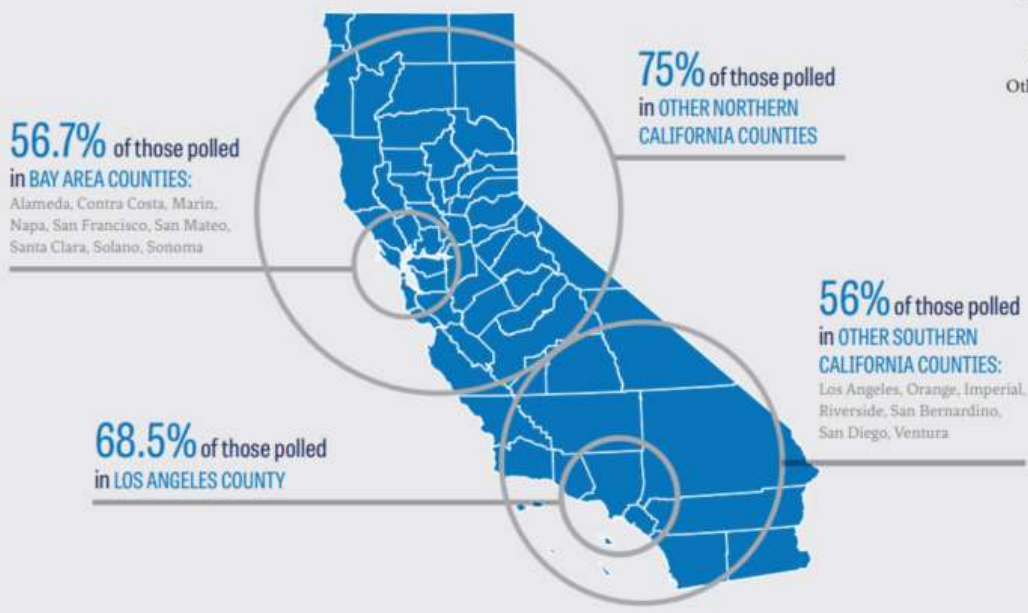 75% of those polled
in OTHER NORTHERN
CALIFORNIA COUNTIES
56.7% of those polled
in BAY AREA COUNTIES:
Alameda, Contra Costa, Marin,
Napa, San Francisco, San Mateo,
Santa Clara, Solano, Sonoma
56% of those polled
in OTHER SOUTHERN
CALIFORNIA COUNTIES:
Los Angeles, Orange, Imperial,
Riverside, San Bernardino,
San Diego, Ventura
68.5% of those polled
in LOS ANGELES COUNTY